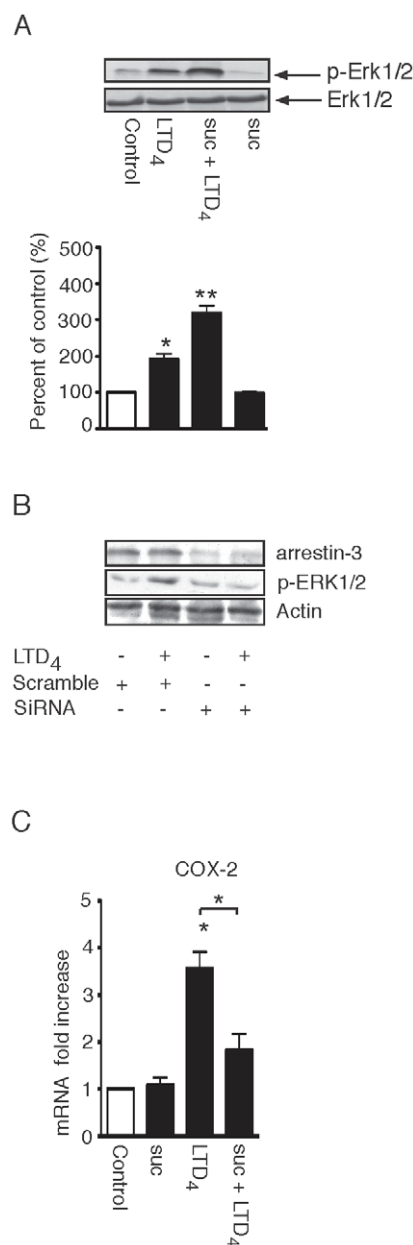 A
p-Erk1/2
Erk1/2
Control
LTD4
suc + LTD4
suc
Percent of control (%)
500
400
300
200
100
0
*
**
B
arrestin-3
p-ERK1/2
Actin
LTD4 - + - +
Scramble + + - -
SiRNA - - + +
C
COX-2
mRNA fold increase
5
4
3
2
1
0
*
*
Control
suc
LTD4
suc + LTD4